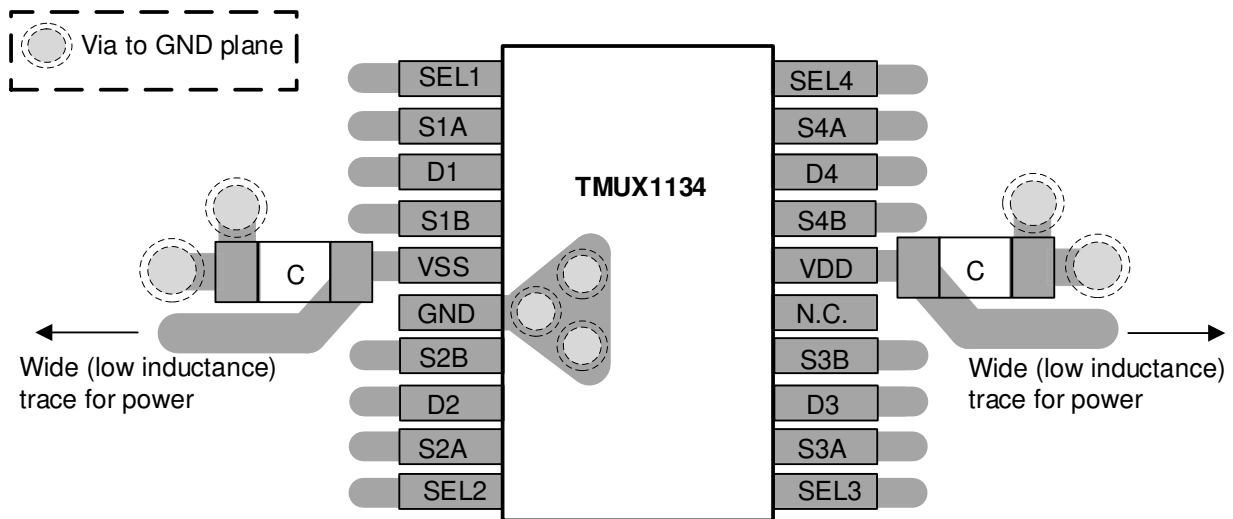 Via to GND plane
SEL1
S1A
D1
S1B
VSS
GND
S2B
D2
S2A
SEL2
TMUX1134
SEL4
S4A
D4
S4B
VDD
N.C.
S3B
D3
S3A
SEL3
C
Wide (low inductance)
trace for power
C
Wide (low inductance)
trace for power